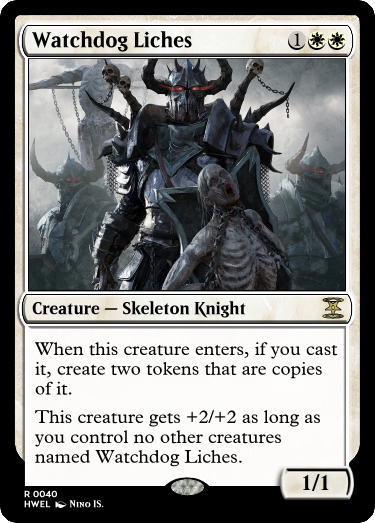 Watchdog Liches 1
Creature — Skeleton Knight
When this creature enters, if you cast
it, create two tokens that are copies
of it.
This creature gets +2/+2 as long as
you control no other creatures
named Watchdog Liches.
1/1
R 0040
HWEL NINO IS.